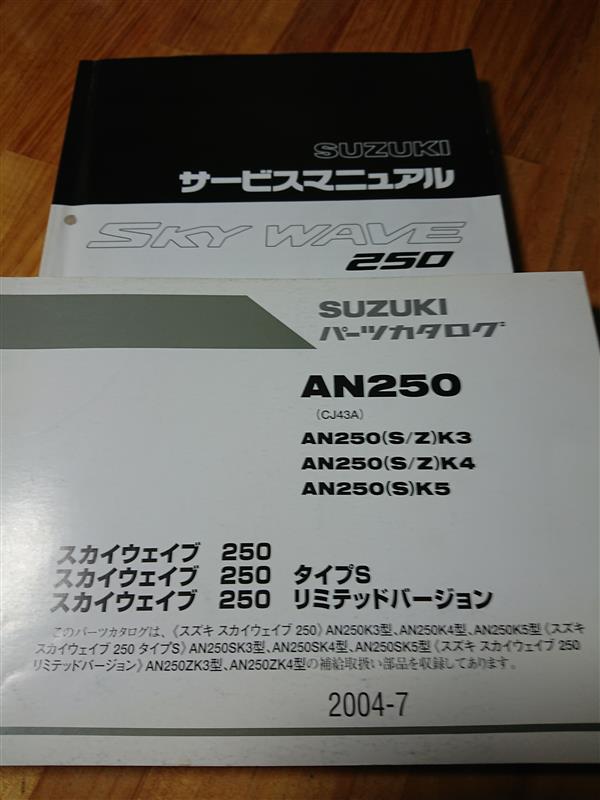 SUZUKI
サービスマニュアル
SKY WAVE
250
SUZUKI
パーツカタログ
AN250
(CJ43A)
AN250(S/Z)K3
AN250(S/Z)K4
AN250(S)K5
スカイウェイブ 250
スカイウェイブ 250 タイプS
スカイウェイブ 250 リミテッドバージョン
このパーツカタログは、《スズキ スカイウェイブ 250》AN250K3型、AN250K4型、AN250K5型《スズキ
スカイウェイブ 250 タイプS》AN250SK3型、AN250SK4型、AN250SK5型《スズキ スカイウェイブ 250
リミテッドバージョン》AN250ZK3型、AN250ZK4型の補給取扱い部品を収録してあります。
2004-7